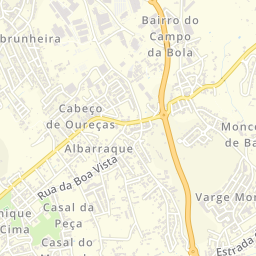 Bairro do
Campo
da Bola
brunheira
Cabeço
de Oureças
Monce
de Ba
Albarraque
Rua da Boa Vista
Varge Mon
nique
Cima
Casal da
Peça
Casal do
Estrada